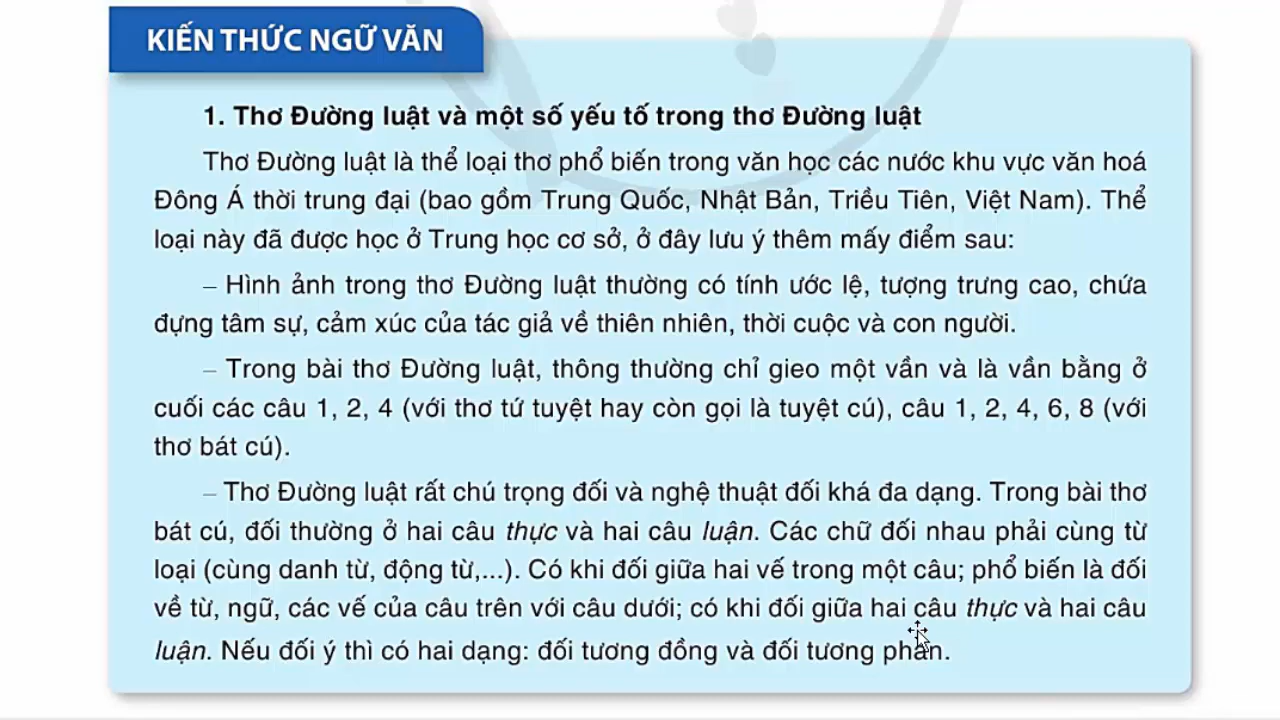 KIẾN THỨC NGỮ VĂN
1. Thơ Đường luật và một số yếu tố trong thơ Đường luật
Thơ Đường luật là thể loại thơ phổ biến trong văn học các nước khu vực văn hoá
Đông Á thời trung đại (bao gồm Trung Quốc, Nhật Bản, Triều Tiên, Việt Nam). Thể
loại này đã được học ở Trung học cơ sở, ở đây lưu ý thêm mấy điểm sau:
– Hình ảnh trong thơ Đường luật thường có tính ước lệ, tượng trưng cao, chứa
đựng tâm sự, cảm xúc của tác giả về thiên nhiên, thời cuộc và con người.
– Trong bài thơ Đường luật, thông thường chỉ gieo một vần và là vần bằng ở
cuối các câu 1, 2, 4 (với thơ tứ tuyệt hay còn gọi là tuyệt cú), câu 1, 2, 4, 6, 8 (với
thơ bát cú).
– Thơ Đường luật rất chú trọng đối và nghệ thuật đối khá đa dạng. Trong bài thơ
bát cú, đối thường ở hai câu thực và hai câu luận. Các chữ đối nhau phải cùng từ
loại (cùng danh từ, động từ,...). Có khi đối giữa hai vế trong một câu; phổ biến là đối
về từ, ngữ, các vế của câu trên với câu dưới; có khi đối giữa hai câu thực và hai câu
luận. Nếu đối ý thì có hai dạng: đối tương đồng và đối tương phản.